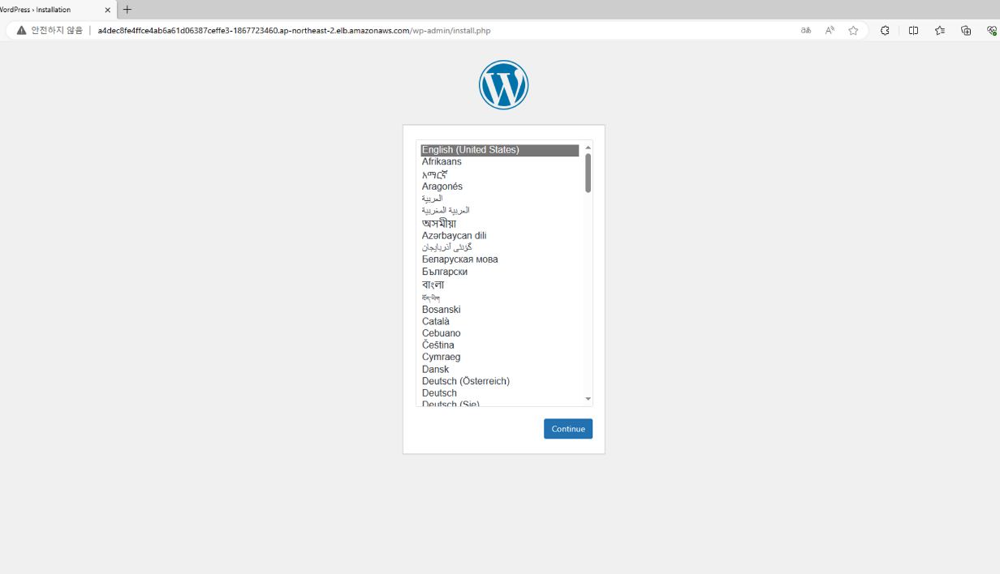 WordPress › Installation
안전하지 않음
a4dec8fe4ffce4ab6a61d06387ceffe3-1867723460.ap-northeast-2.elb.amazonaws.com/wp-admin/install.php
English (United States)
Afrikaans
አማርኛ
Aragonés
العربية
العربية المغربية
অসমীয়া
Azərbaycan dili
گؤنئی آذربایجان
Беларуская мова
Български
বাংলা
བོད་ཡིག
Bosanski
Català
Cebuano
Čeština
Cymraeg
Dansk
Deutsch (Österreich)
Deutsch
Deutsch (Sie)
Continue